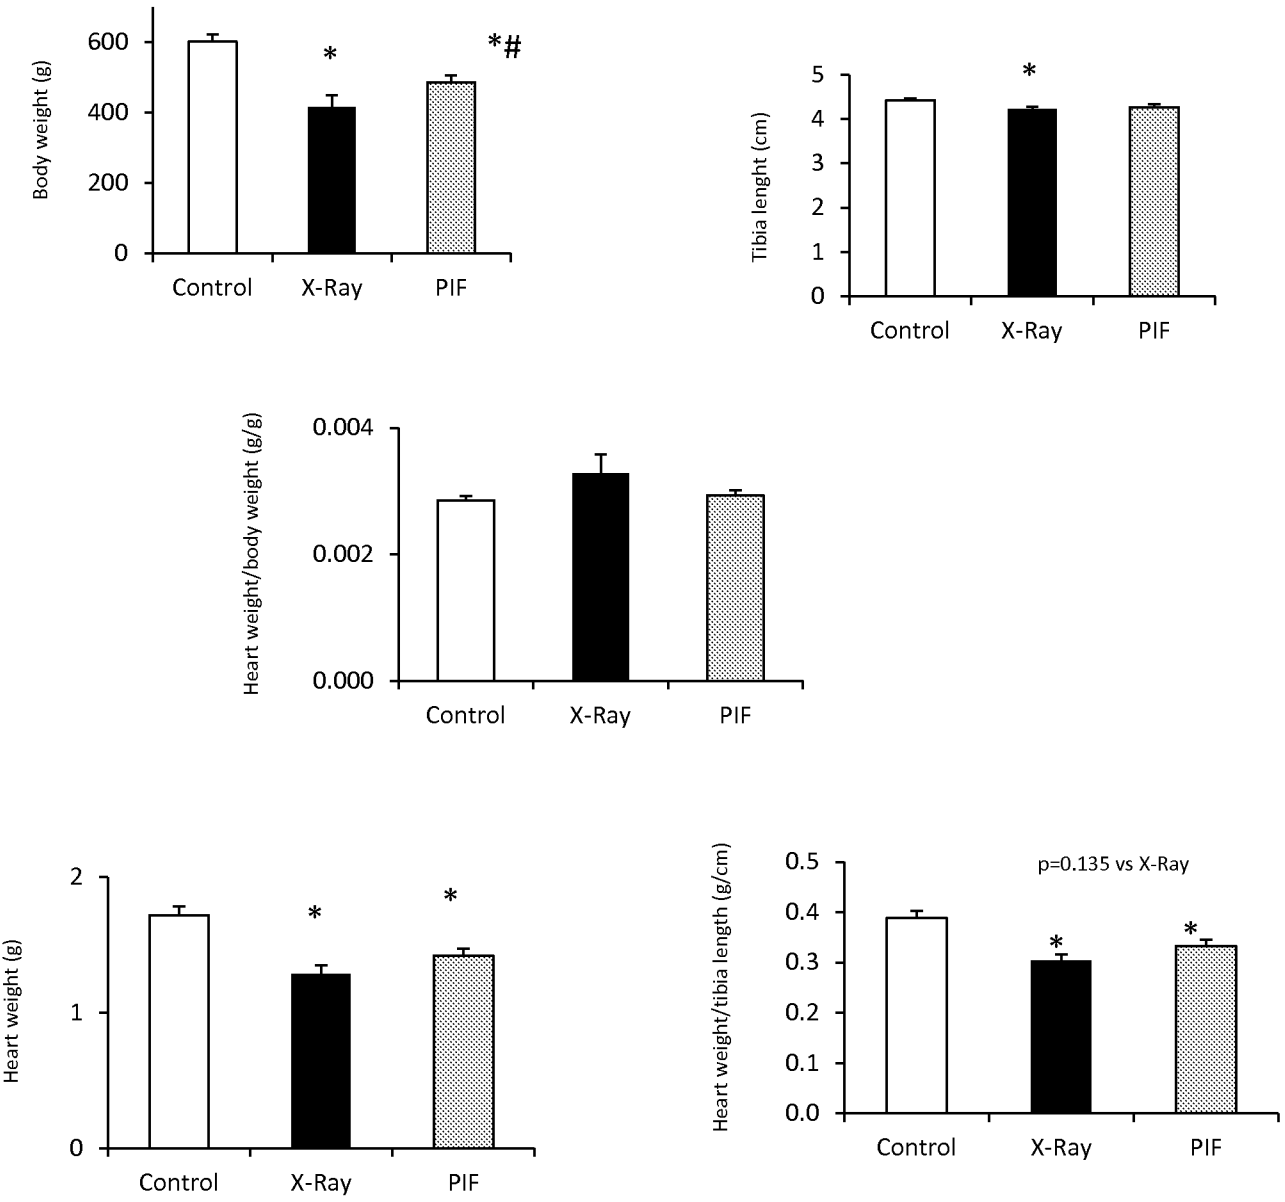 Body weight (g)
600
400
200
0
*
*#
Control X-Ray PIF
Tibia lenght (cm)
5
4
3
2
1
0
*
Control X-Ray PIF
Heart weight/body weight (g/g)
0.004
0.002
0.000
Control X-Ray PIF
Heart weight (g)
2
1
0
*
*
Control X-Ray PIF
Heart weight/tibia length (g/cm)
0.5
0.4
0.3
0.2
0.1
0.0
p=0.135 vs X-Ray
*
*
Control X-Ray PIF